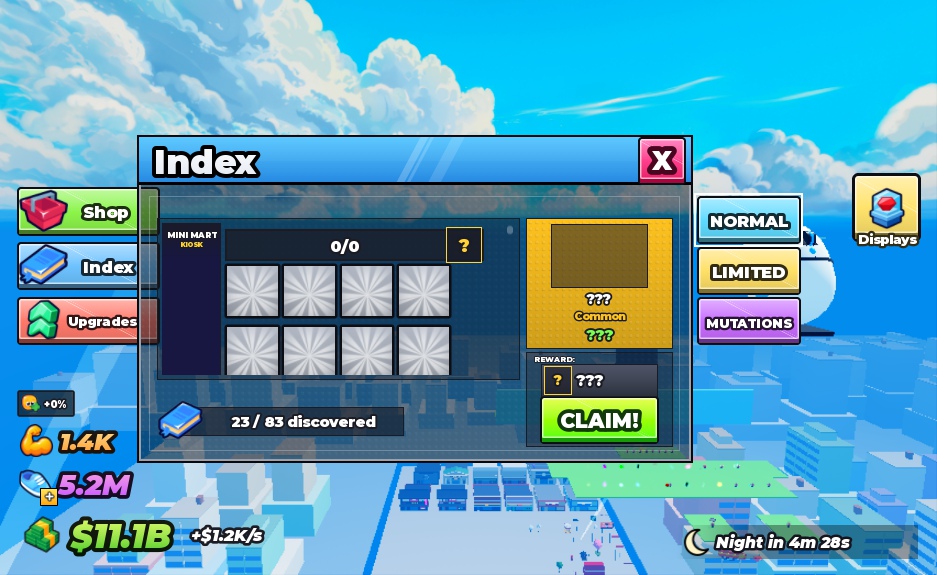 Index
X
Shop
Index
Upgrades
MINI MART
KIOSK
0/0
?
23 / 83 discovered
???
Common
???
REWARD:
?
???
CLAIM!
NORMAL
LIMITED
MUTATIONS
Displays
+0%
1.4K
5.2M
$11.1B
+$1.2K/s
Night in 4m 28s